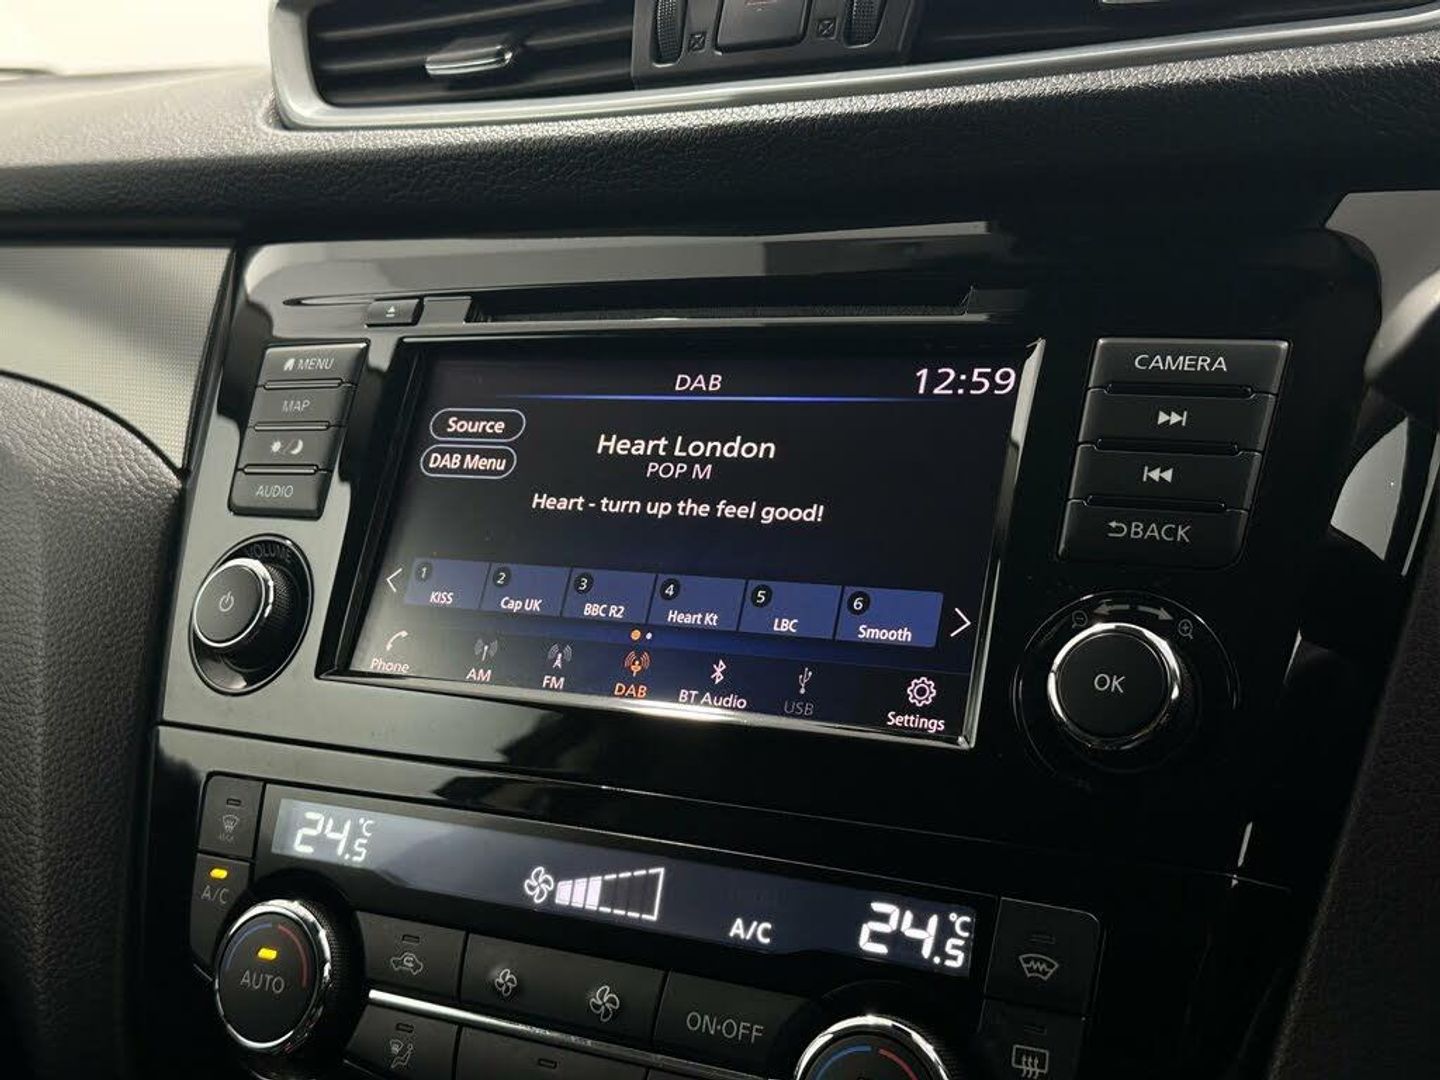 MENU
MAP
AUDIO
VOLUME
DAB
12:59
Source
DAB Menu
Heart London
POP M
Heart - turn up the feel good!
1 KISS
2 Cap UK
3 BBC R2
4 Heart Kt
5 LBC
6 Smooth
Phone
AM
FM
DAB
BT Audio
USB
Settings
CAMERA
BACK
OK
24.5°C
A/C
24.5°C
A/C
AUTO
ON·OFF